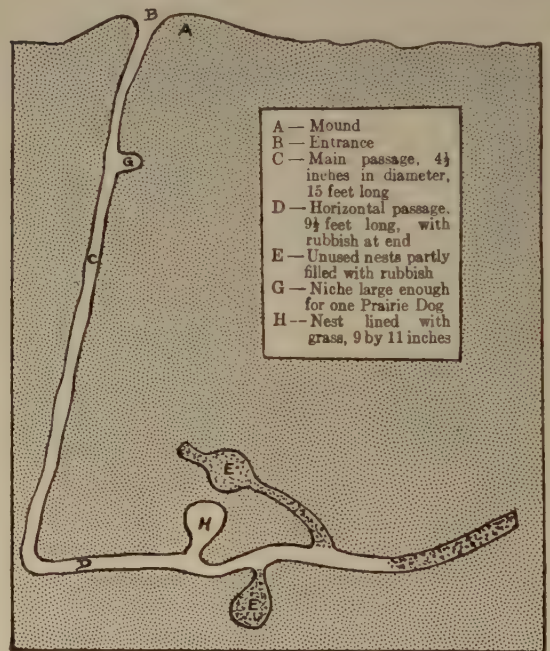 B
A
G
C
A — Mound
B — Entrance
C — Main passage, 4½
inches in diameter,
15 feet long
D — Horizontal passage,
9½ feet long, with
rubbish at end
E — Unused nests partly
filled with rubbish
G — Niche large enough
for one Prairie Dog
H — Nest lined with
grass, 9 by 11 inches
E
H
D
E